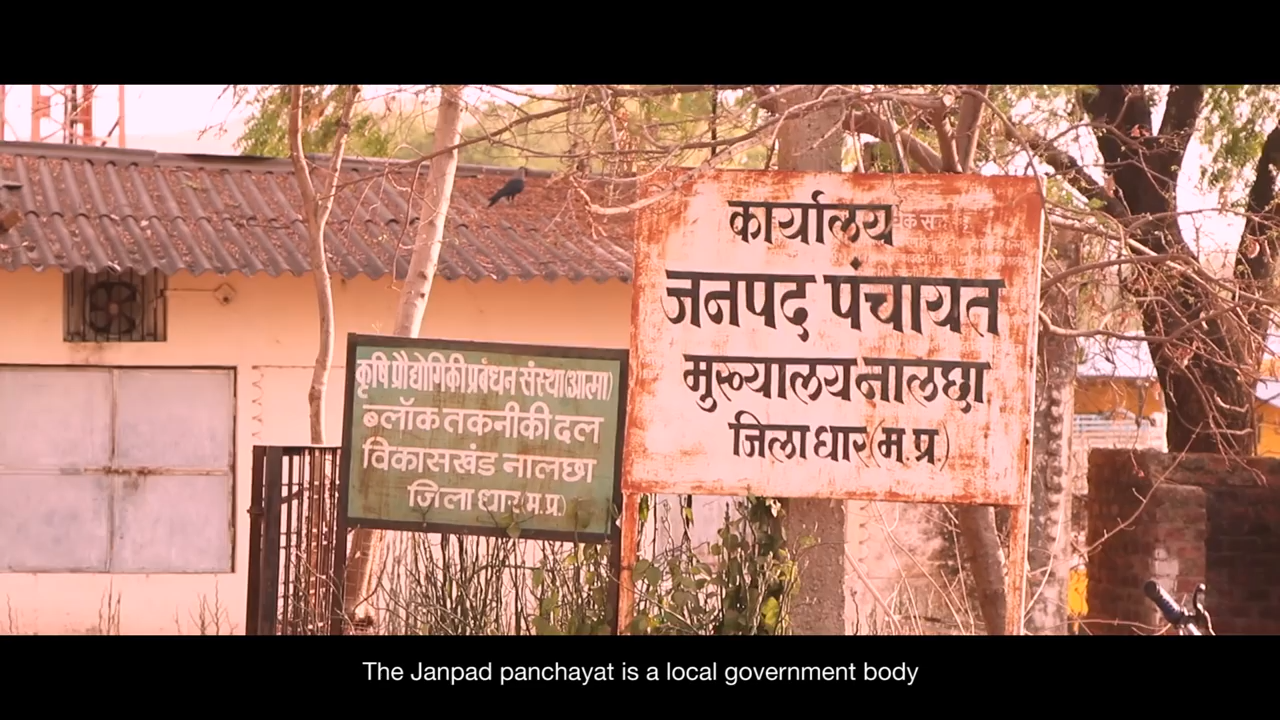 कार्यालय
जनपद पंचायत
मुख्यालय नालछा
जिला धार (म.प्र.)
कृषि प्रौद्योगिकी प्रबंधन संस्था (आत्मा)
ब्लॉक तकनीकी दल
विकासखंड नालछा
जिला धार (म.प्र.)
The Janpad panchayat is a local government body